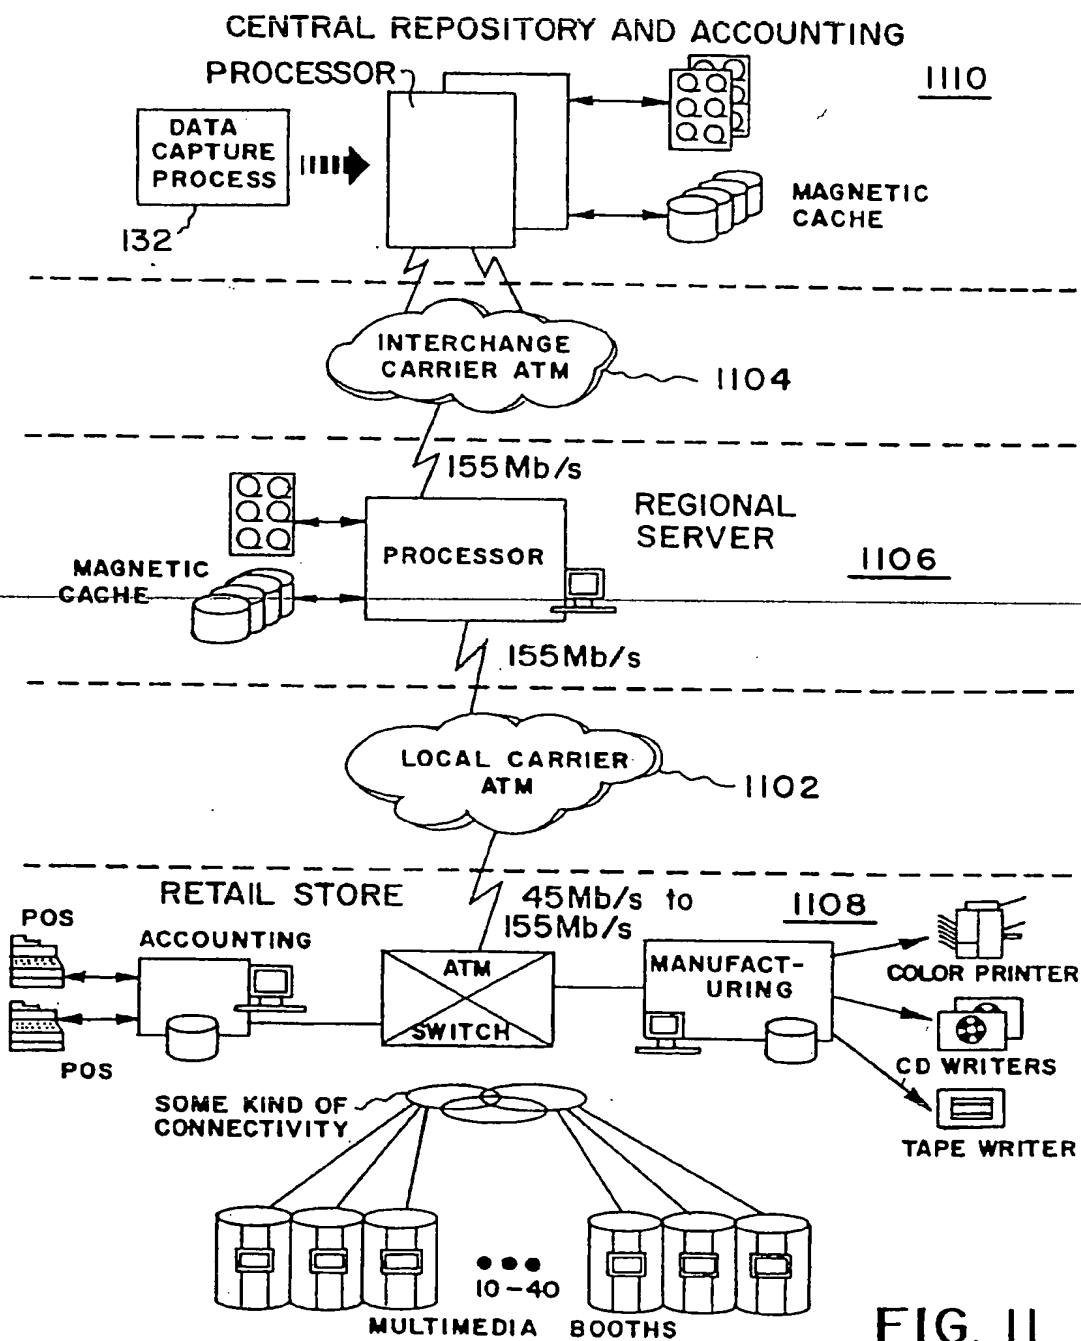 CENTRAL REPOSITORY AND ACCOUNTING
PROCESSOR
1110
DATA
CAPTURE
PROCESS
132
MAGNETIC
CACHE
INTERCHANGE
CARRIER ATM
1104
155Mb/s
REGIONAL
SERVER
PROCESSOR
1106
MAGNETIC
CACHE
155Mb/s
LOCAL CARRIER
ATM
1102
RETAIL STORE
45Mb/s to
155Mb/s
1108
POS
ACCOUNTING
ATM
SWITCH
MANUFACT-
URING
COLOR PRINTER
POS
CD WRITERS
SOME KIND OF
CONNECTIVITY
TAPE WRITER
10-40
MULTIMEDIA BOOTHS
FIG. 11